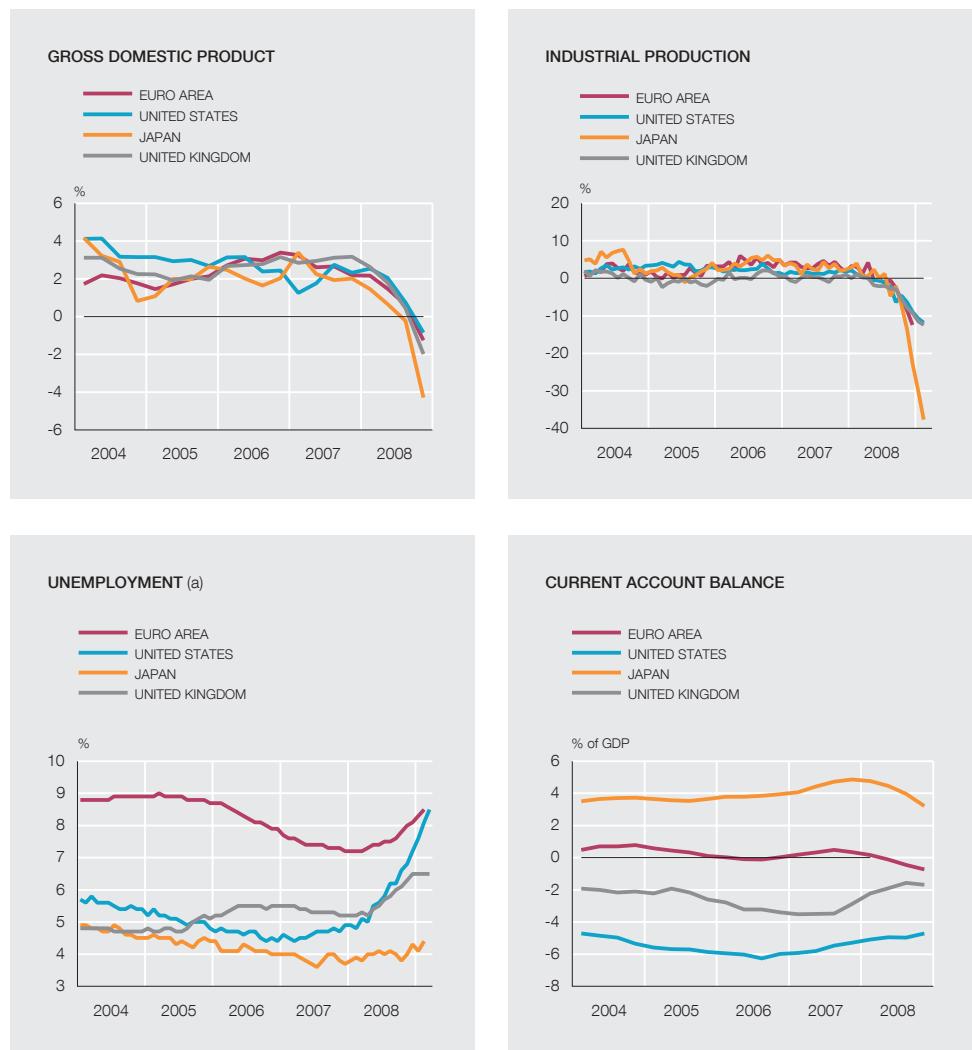 GROSS DOMESTIC PRODUCT
EURO AREA
UNITED STATES
JAPAN
UNITED KINGDOM
%
6
4
2
0
-2
-4
-6
2004 2005 2006 2007 2008
INDUSTRIAL PRODUCTION
EURO AREA
UNITED STATES
JAPAN
UNITED KINGDOM
%
20
10
0
-10
-20
-30
-40
2004 2005 2006 2007 2008
UNEMPLOYMENT (a)
EURO AREA
UNITED STATES
JAPAN
UNITED KINGDOM
%
10
9
8
7
6
5
4
3
2004 2005 2006 2007 2008
CURRENT ACCOUNT BALANCE
EURO AREA
UNITED STATES
JAPAN
UNITED KINGDOM
% of GDP
6
4
2
0
-2
-4
-6
-8
2004 2005 2006 2007 2008